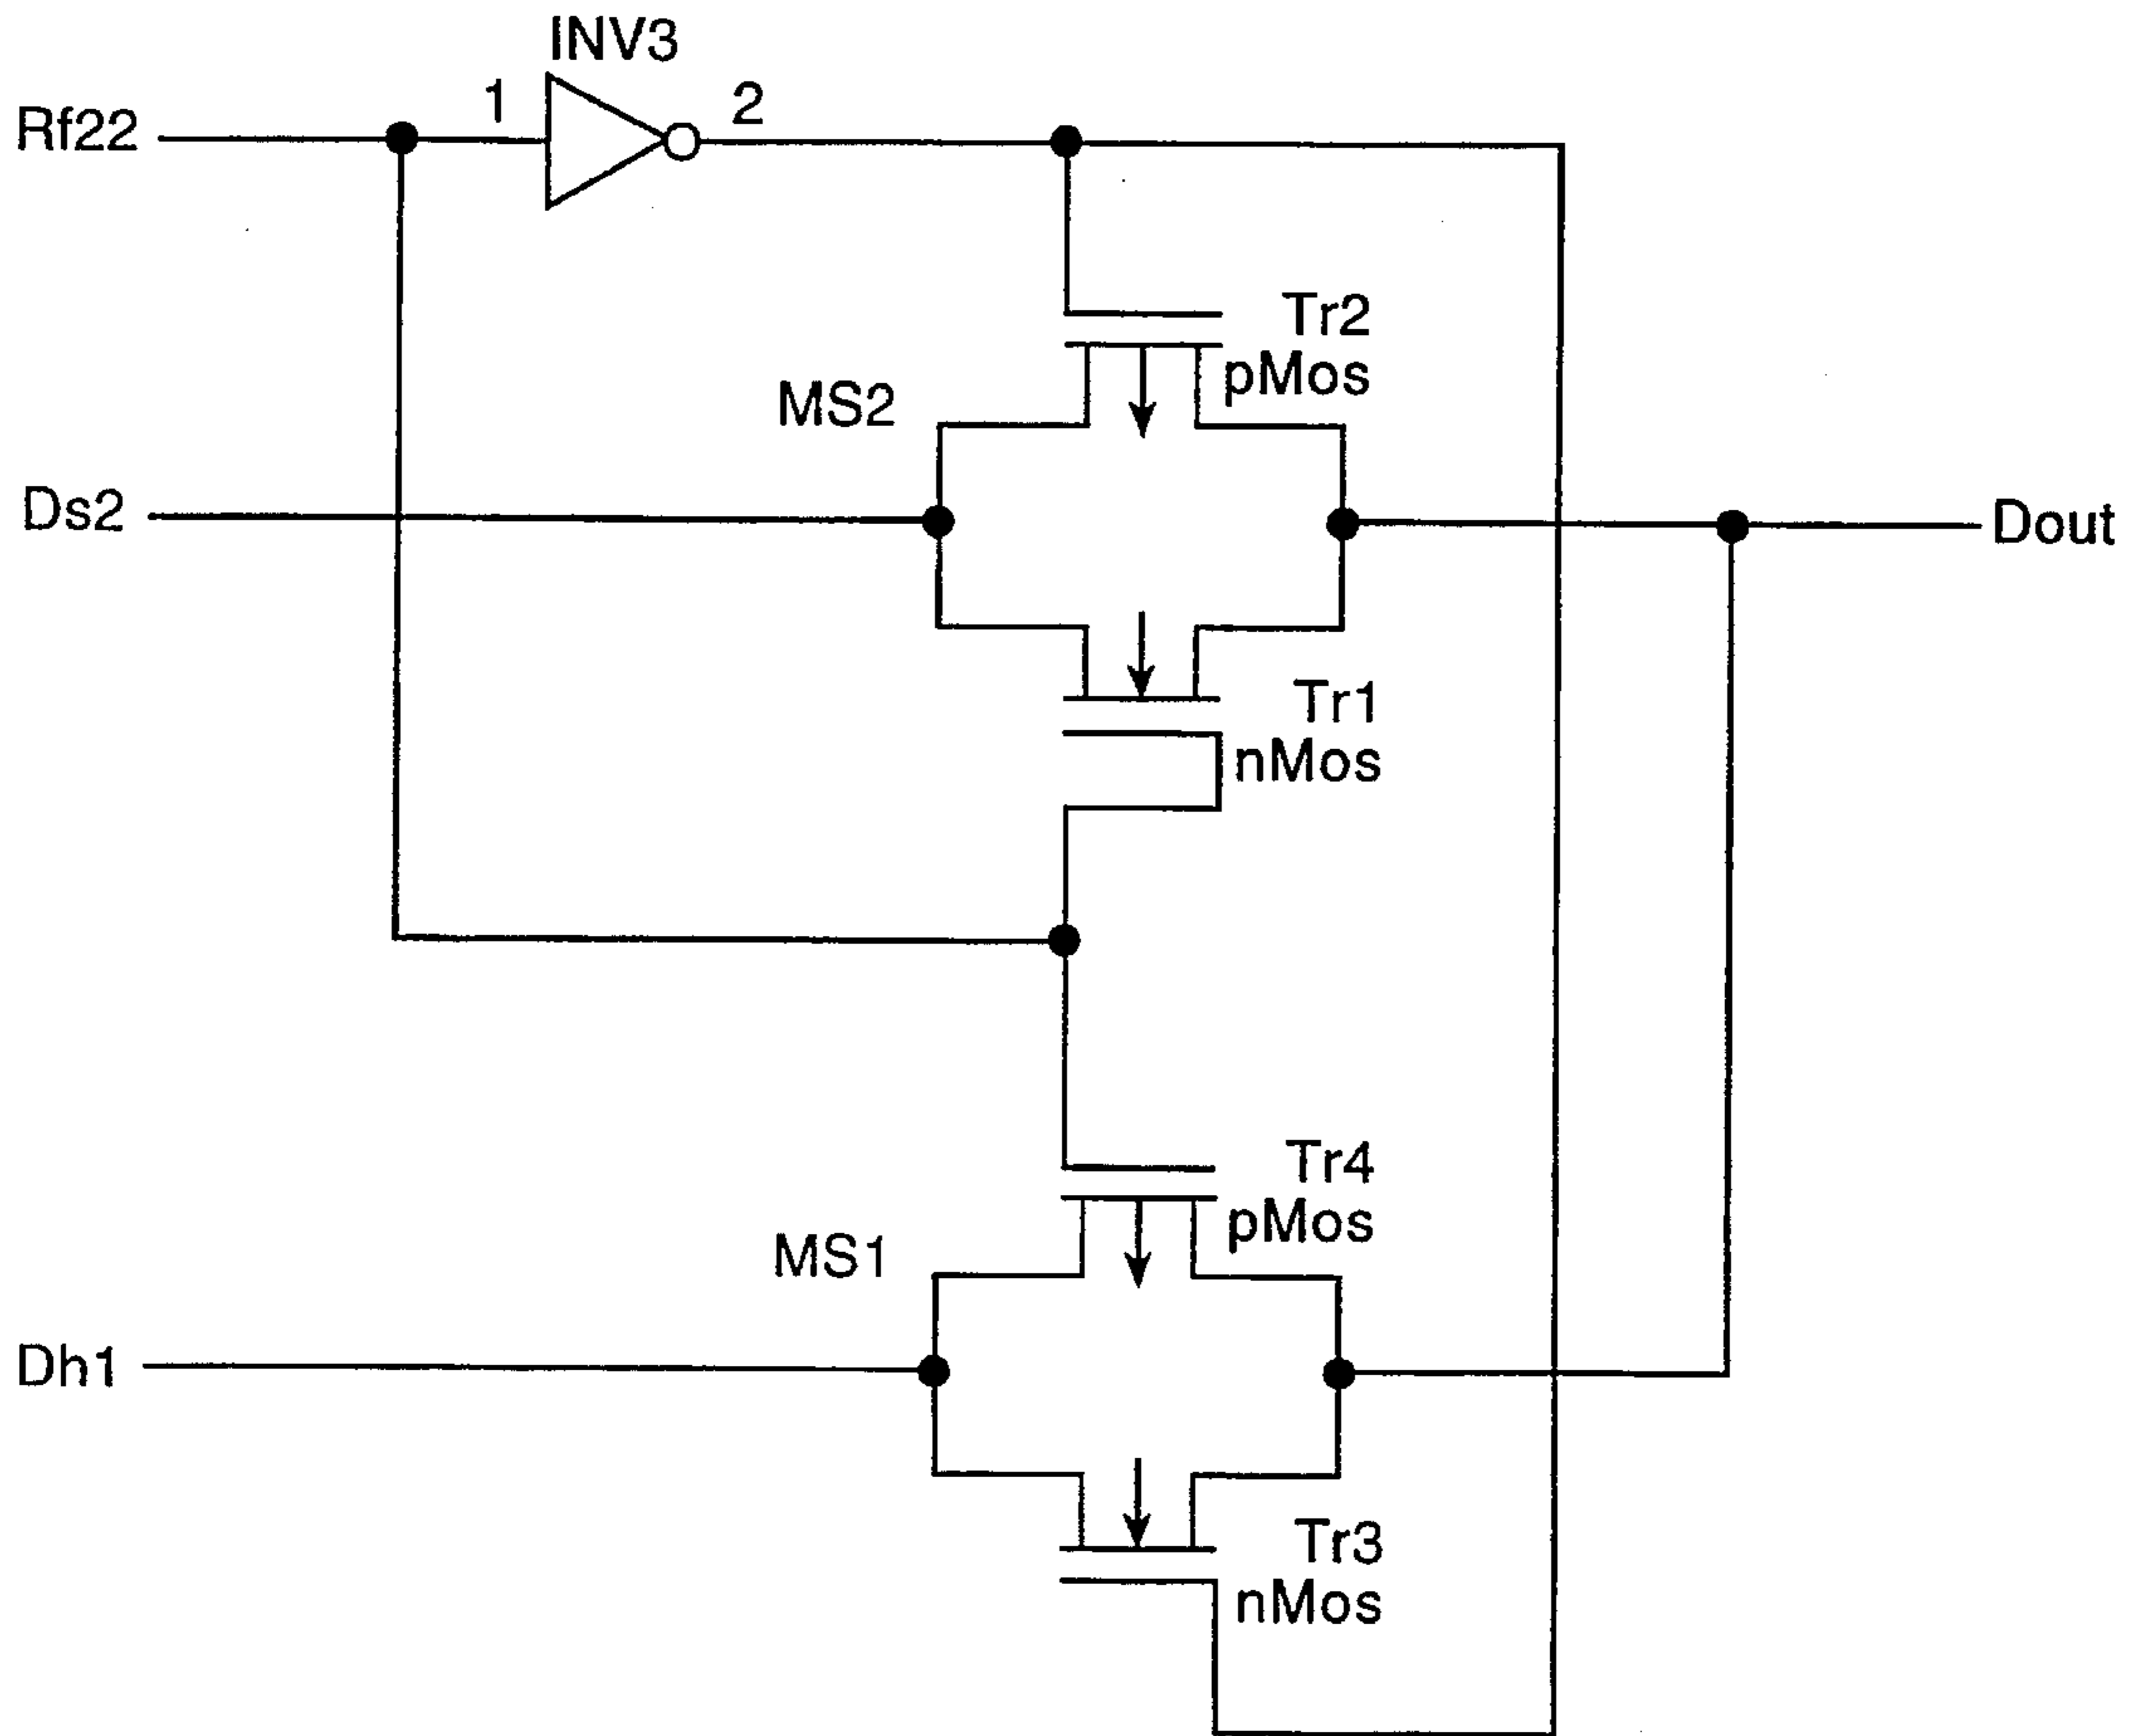 INV3
1
2
Rf22
Tr2
pMos
MS2
Ds2
Dout
Tr1
nMos
Tr4
pMos
MS1
Dh1
Tr3
nMos